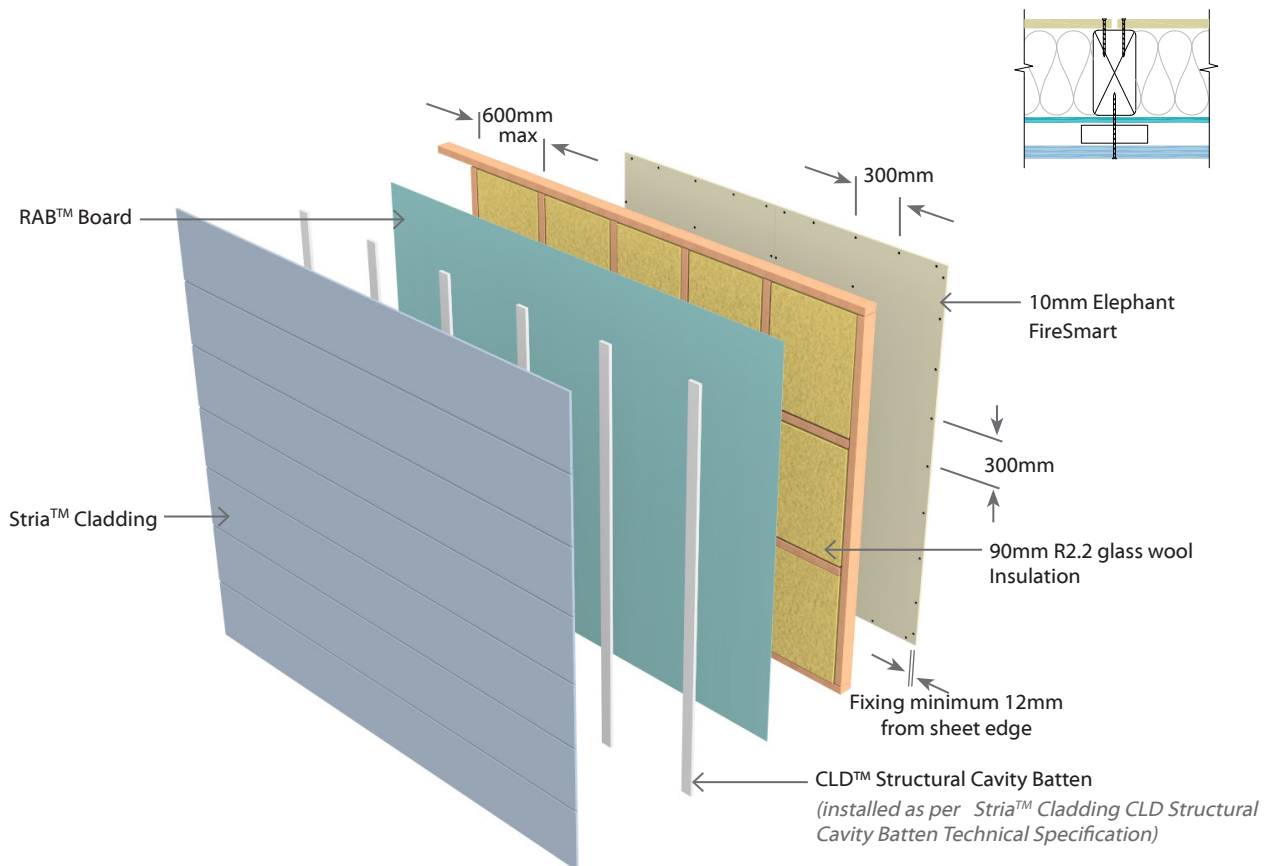 600mm
max
300mm
RAB™ Board
10mm Elephant
FireSmart
300mm
Stria™ Cladding
90mm R2.2 glass wool
Insulation
Fixing minimum 12mm
from sheet edge
CLD™ Structural Cavity Batten
(installed as per Stria™ Cladding CLD Structural
Cavity Batten Technical Specification)